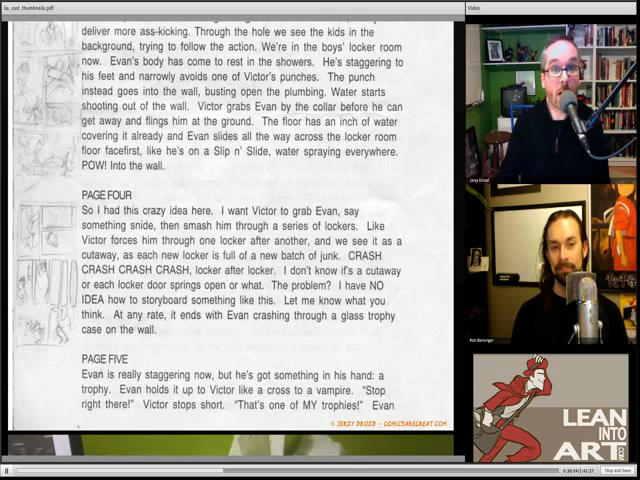 lia_cast_thumbnails.pdf
Video
deliver more ass-kicking. Through the hole we see the kids in the
background, trying to follow the action. We're in the boys' locker room
now. Evan's body has come to rest in the showers. He's staggering to
his feet and narrowly avoids one of Victor's punches. The punch
instead goes into the wall, busting open the plumbing. Water starts
shooting out of the wall. Victor grabs Evan by the collar before he can
get away and flings him at the ground. The floor has an inch of water
covering it already and Evan slides all the way across the locker room
floor facefirst, like he's on a Slip n' Slide, water spraying everywhere.
POW! Into the wall.
PAGE FOUR
So I had this crazy idea here. I want Victor to grab Evan, say
something snide, then smash him through a series of lockers. Like
Victor forces him through one locker after another, and we see it as a
cutaway, as each new locker is full of a new batch of junk. CRASH
CRASH CRASH CRASH, locker after locker. I don't know if's a cutaway
or each locker door springs open or what. The problem? I have NO
IDEA how to storyboard something like this. Let me know what you
think. At any rate, it ends with Evan crashing through a glass trophy
case on the wall.
PAGE FIVE
Evan is really staggering now, but he's got something in his hand: a
trophy. Evan holds it up to Victor like a cross to a vampire. "Stop
right there!" Victor stops short. "That's one of MY trophies!" Evan
© JERZY DROZD - COMICSAREGREAT.COM
Jerzy Drozd
Rob Stenzinger
LEAN
INTO
ART
.COM
Stop and Save